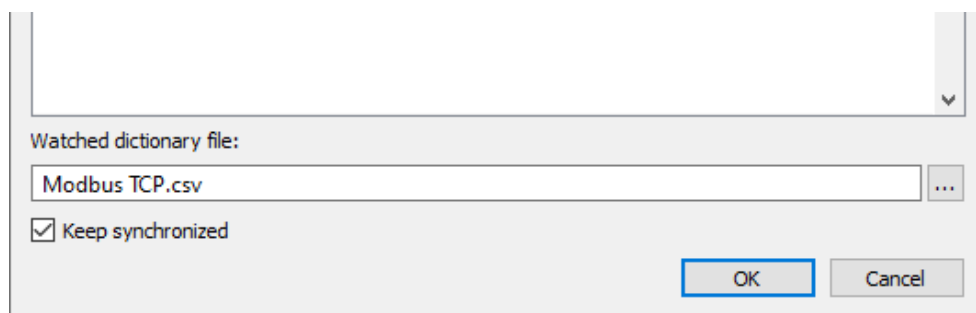 Watched dictionary file:
Modbus TCP.csv
...
Keep synchronized
OK
Cancel